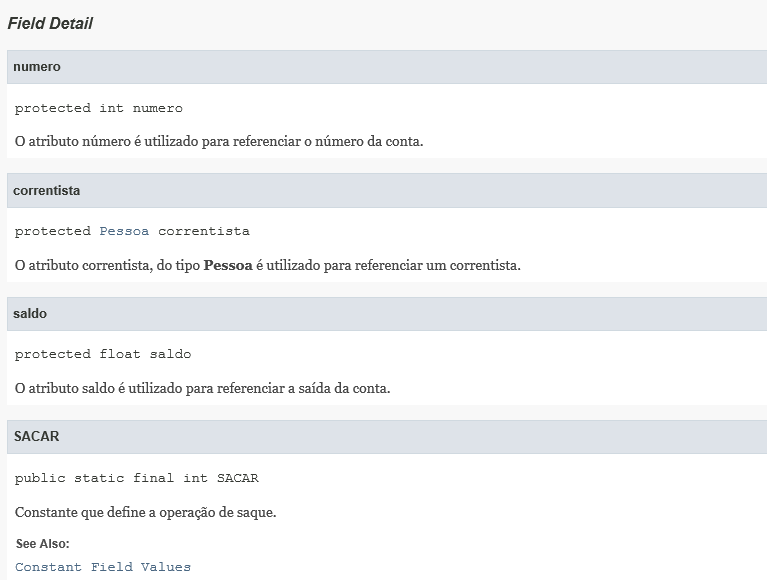 Field Detail
numero
protected int numero
O atributo número é utilizado para referenciar o número da conta.
correntista
protected Pessoa correntista
O atributo correntista, do tipo Pessoa é utilizado para referenciar um correntista.
saldo
protected float saldo
O atributo saldo é utilizado para referenciar a saída da conta.
SACAR
public static final int SACAR
Constante que define a operação de saque.
See Also:
Constant Field Values